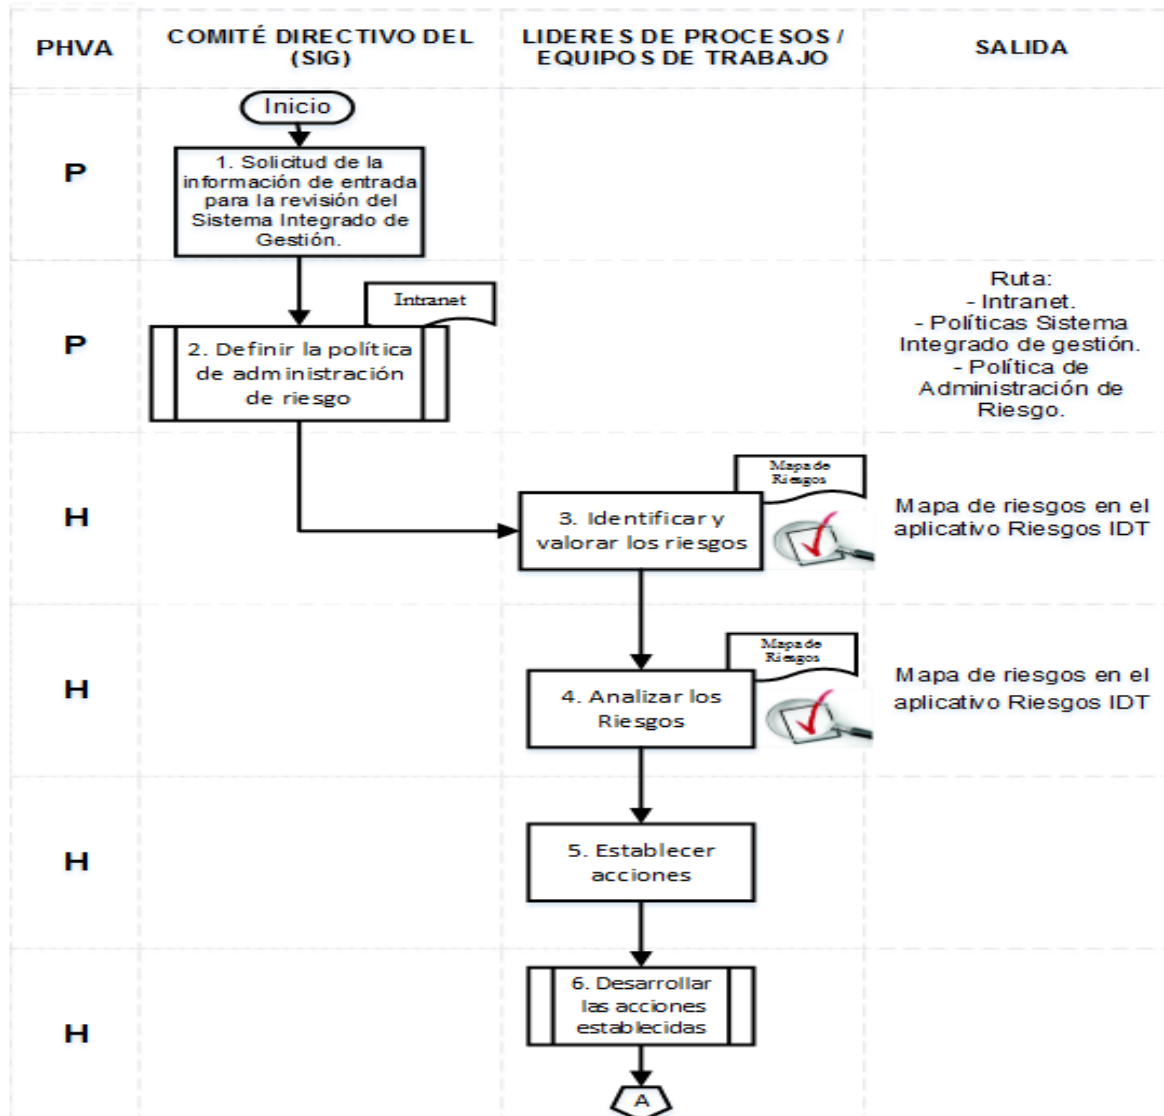 PHVA
COMITÉ DIRECTIVO DEL
(SIG)
LIDERES DE PROCESOS /
EQUIPOS DE TRABAJO
SALIDA
Inicio
P
1. Solicitud de la
información de entrada
para la revisión del
Sistema Integrado de
Gestión.
P
Intranet
2. Definir la política
de administración
de riesgo
Ruta:
- Intranet.
- Políticas Sistema
Integrado de gestión.
- Política de
Administración de
Riesgo.
H
Mapa de
Riesgos
3. Identificar y
valorar los riesgos
Mapa de riesgos en el
aplicativo Riesgos IDT
H
Mapa de
Riesgos
4. Analizar los
Riesgos
Mapa de riesgos en el
aplicativo Riesgos IDT
H
5. Establecer
acciones
H
6. Desarrollar
las acciones
establecidas
A